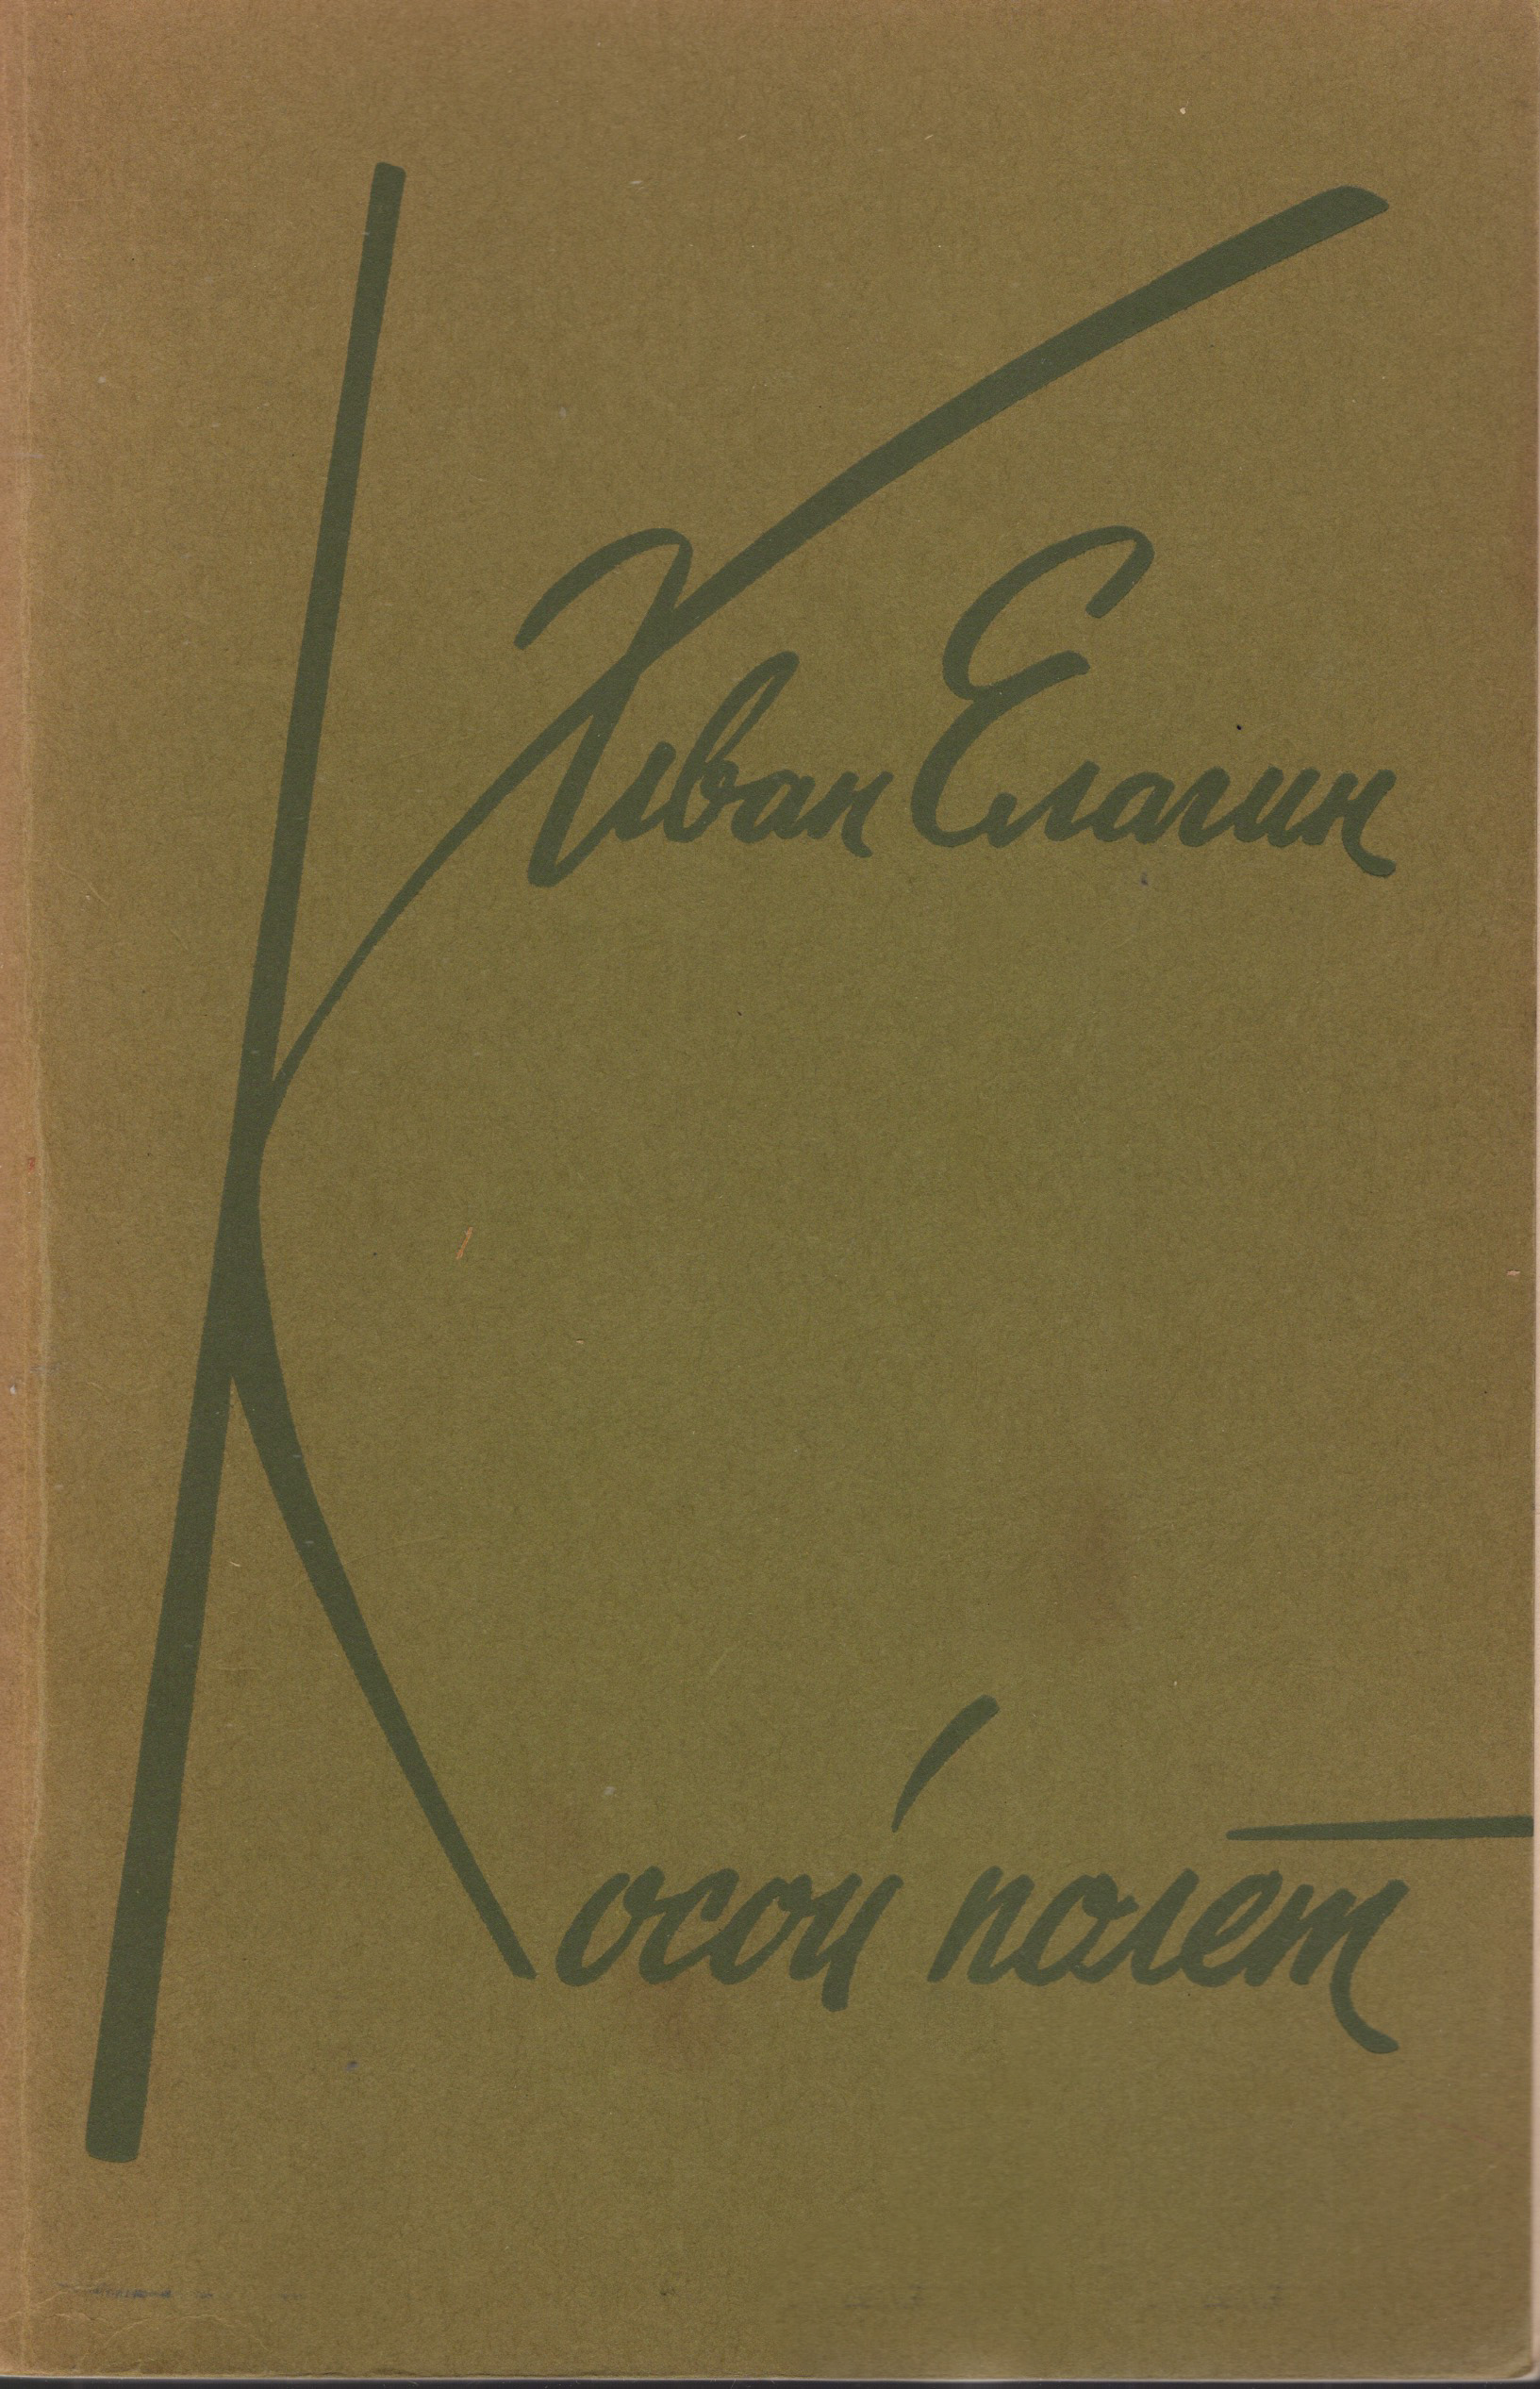 Иван Елагин
Косой полет